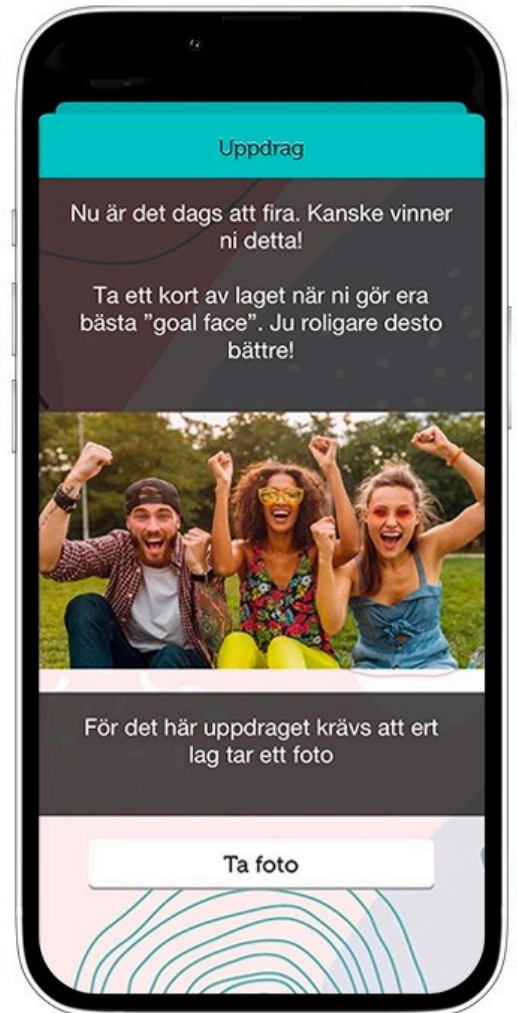 Uppdrag
Nu är det dags att fira. Kanske vinner
ni detta!
Ta ett kort av laget när ni gör era
bästa ”goal face”. Ju roligare desto
bättre!
För det här uppdraget krävs att ert
lag tar ett foto
Ta foto